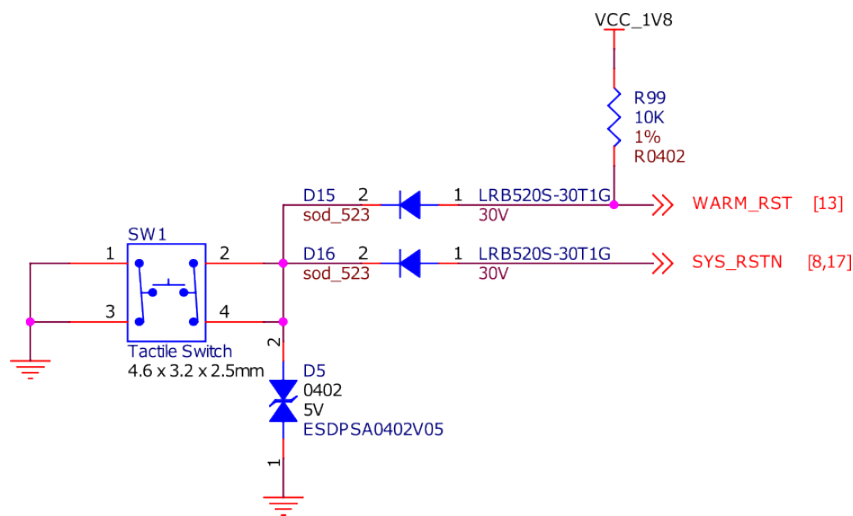 VCC_1V8
R99
10K
1%
R0402
D15 2 1 LRB520S-30T1G
sod_523 30V
WARM_RST [13]
SW1
D16 2 1 LRB520S-30T1G
sod_523 30V
SYS_RSTN [8,17]
1 2
3 4
Tactile Switch
4.6 x 3.2 x 2.5mm
2
D5
0402
5V
ESDPSA0402V05
1